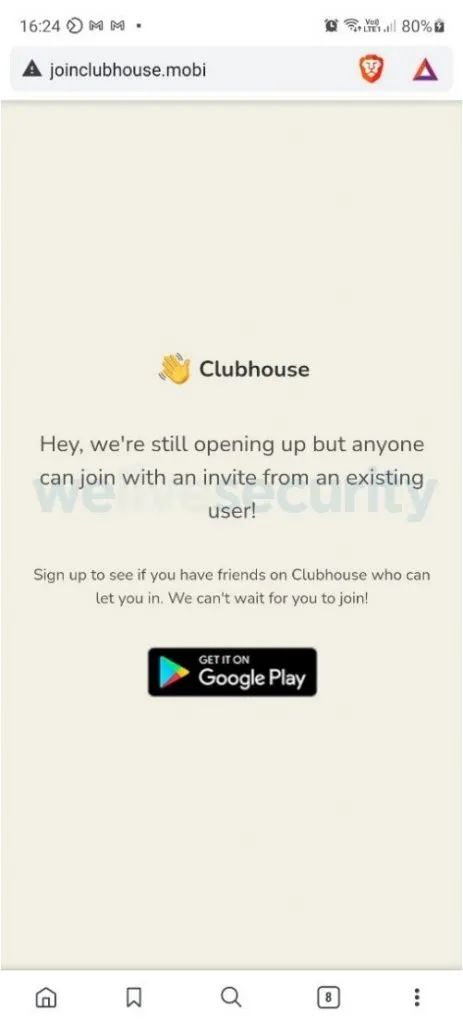 16:24
VoD LTE1 80%
joinclubhouse.mobi
Clubhouse
Hey, we're still opening up but anyone
can join with an invite from an existing
user!
welivesecurity
Sign up to see if you have friends on Clubhouse who can
let you in. We can't wait for you to join!
GET IT ON
Google Play
8